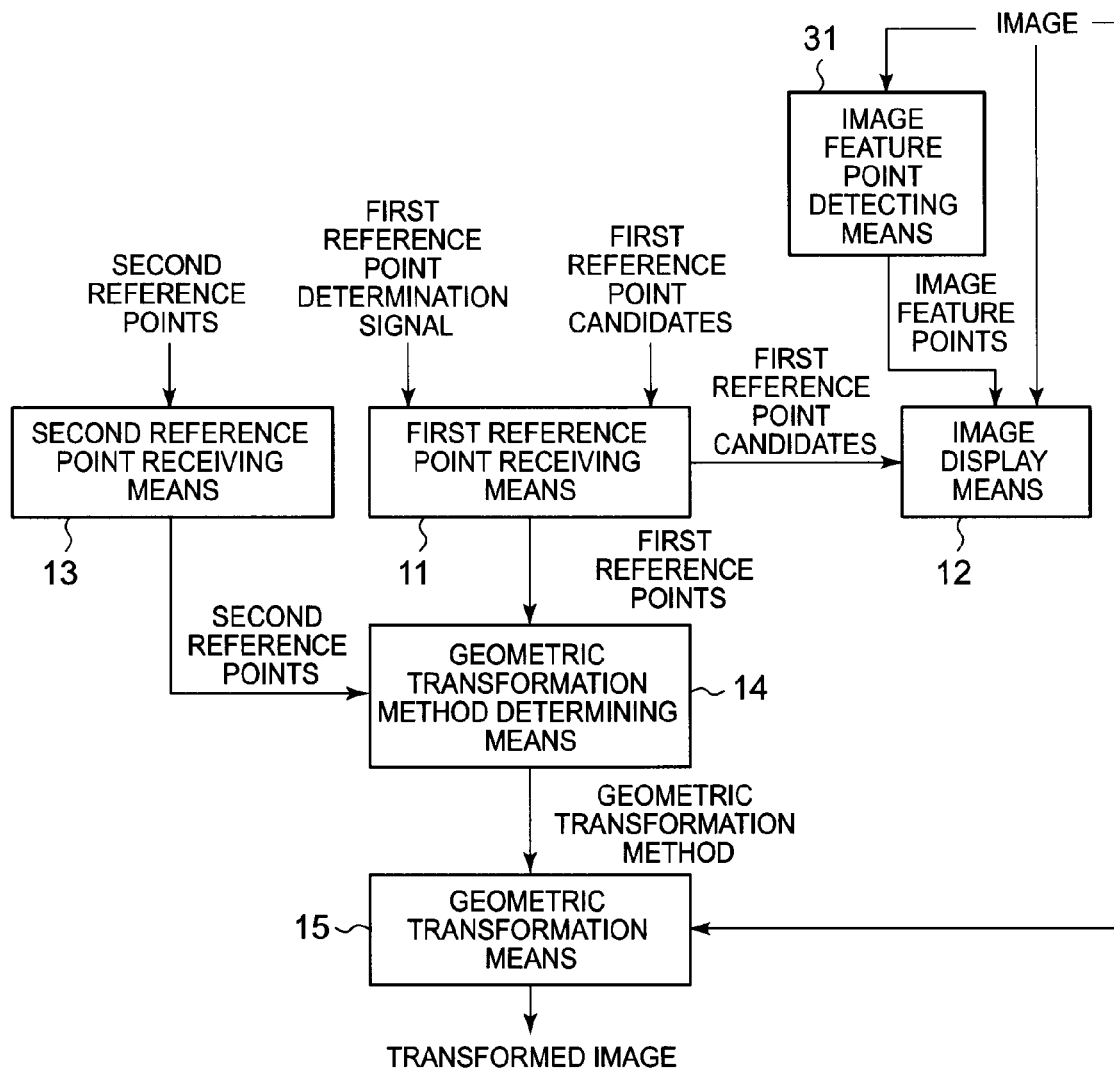 IMAGE
31
IMAGE
FEATURE
POINT
DETECTING
MEANS
FIRST
REFERENCE
POINT
DETERMINATION
SIGNAL
FIRST
REFERENCE
POINT
CANDIDATES
SECOND
REFERENCE
POINTS
IMAGE
FEATURE
POINTS
FIRST
REFERENCE
POINT
CANDIDATES
SECOND REFERENCE
POINT RECEIVING
MEANS
FIRST REFERENCE
POINT RECEIVING
MEANS
IMAGE
DISPLAY
MEANS
13
11
12
FIRST
REFERENCE
POINTS
SECOND
REFERENCE
POINTS
GEOMETRIC
TRANSFORMATION
METHOD DETERMINING
MEANS
14
GEOMETRIC
TRANSFORMATION
METHOD
15
GEOMETRIC
TRANSFORMATION
MEANS
TRANSFORMED IMAGE